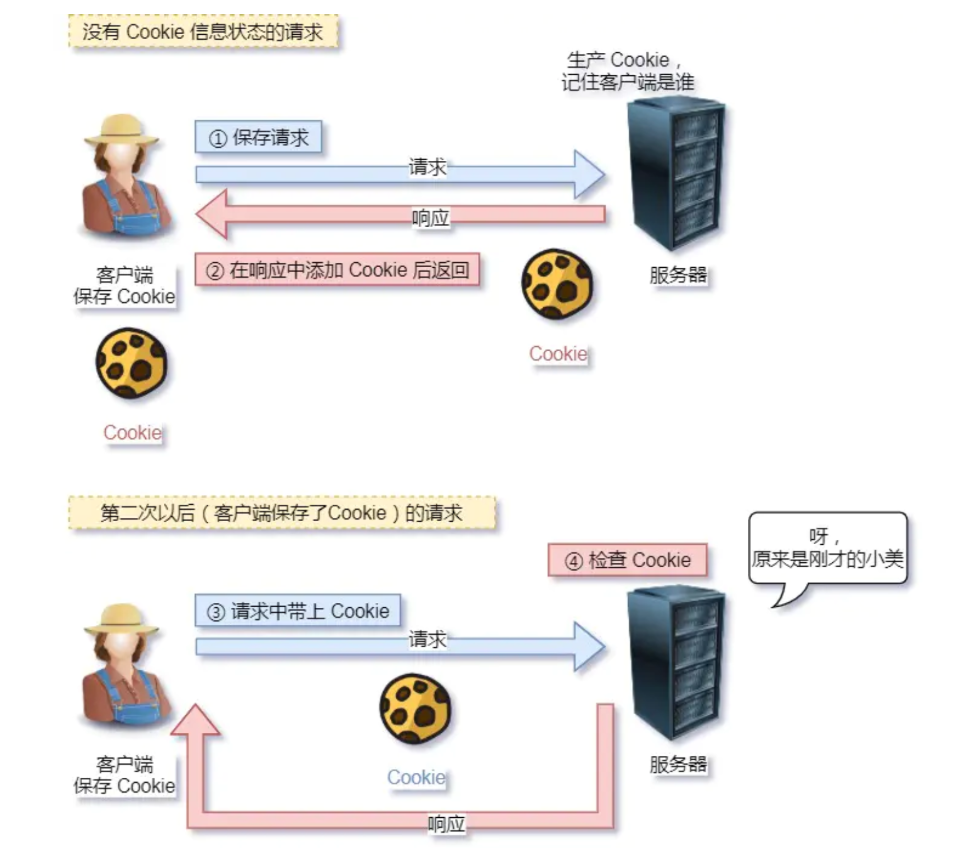 没有 Cookie 信息状态的请求
生产 Cookie，
记住客户端是谁
① 保存请求
请求
响应
② 在响应中添加 Cookie 后返回
客户端
保存 Cookie
服务器
Cookie
Cookie
第二次以后（客户端保存了Cookie）的请求
呀，
原来是刚才的小美
④ 检查 Cookie
③ 请求中带上 Cookie
请求
Cookie
客户端
保存 Cookie
服务器
响应